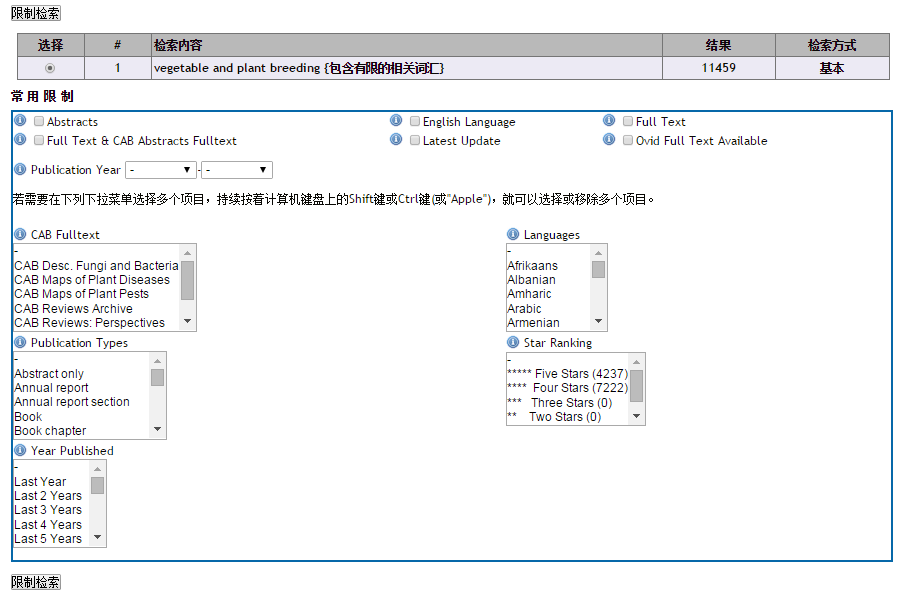 限制检索
选择 # 检索内容 结果 检索方式
1 vegetable and plant breeding {包含有限的相关词汇} 11459 基本
常用限制
Abstracts English Language Full Text
Full Text & CAB Abstracts Fulltext Latest Update Ovid Full Text Available
Publication Year - - -
若需要在下列下拉菜单选择多个项目，持续按着计算机键盘上的Shift键或Ctrl键(或"Apple")，就可以选择或移除多个项目。
CAB Fulltext
-
CAB Desc. Fungi and Bacteria
CAB Maps of Plant Diseases
CAB Maps of Plant Pests
CAB Reviews Archive
CAB Reviews: Perspectives
Languages
-
Afrikaans
Albanian
Amharic
Arabic
Armenian
Publication Types
-
Abstract only
Annual report
Annual report section
Book
Book chapter
Star Ranking
-
***** Five Stars (4237)
**** Four Stars (7222)
*** Three Stars (0)
** Two Stars (0)
Year Published
-
Last Year
Last 2 Years
Last 3 Years
Last 4 Years
Last 5 Years
限制检索